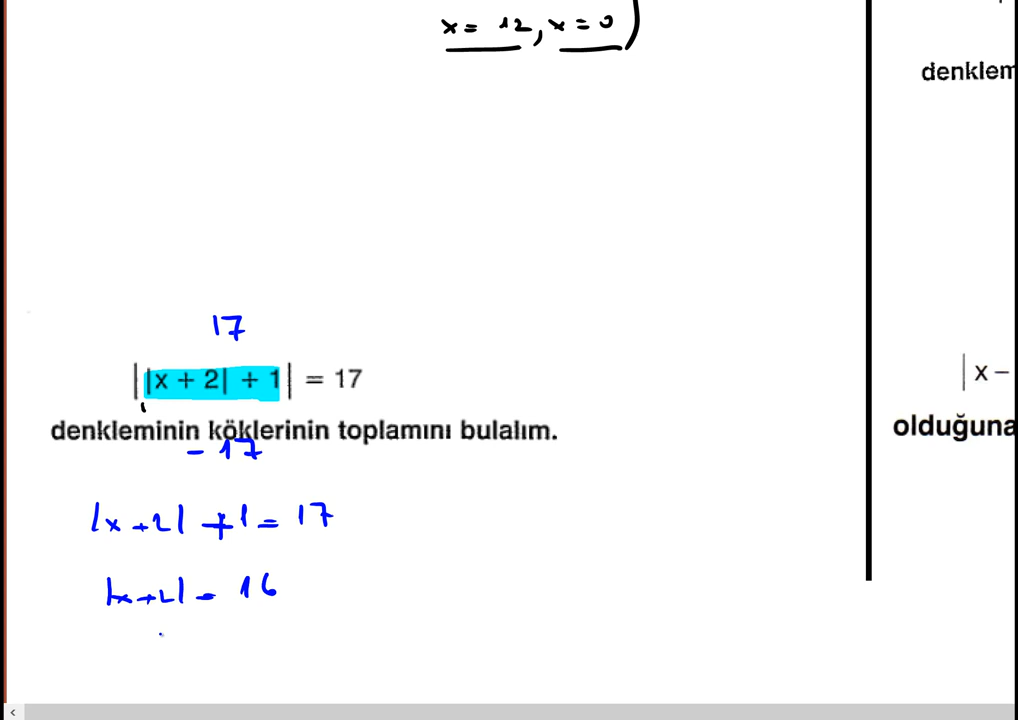 x = 12, x = 0)
denklem
17
||x + 2| + 1| = 17
|x –
denkleminin köklerinin toplamını bulalım.
olduğuna
- 17
|x+2| + 1 = 17
|x+2| = 16